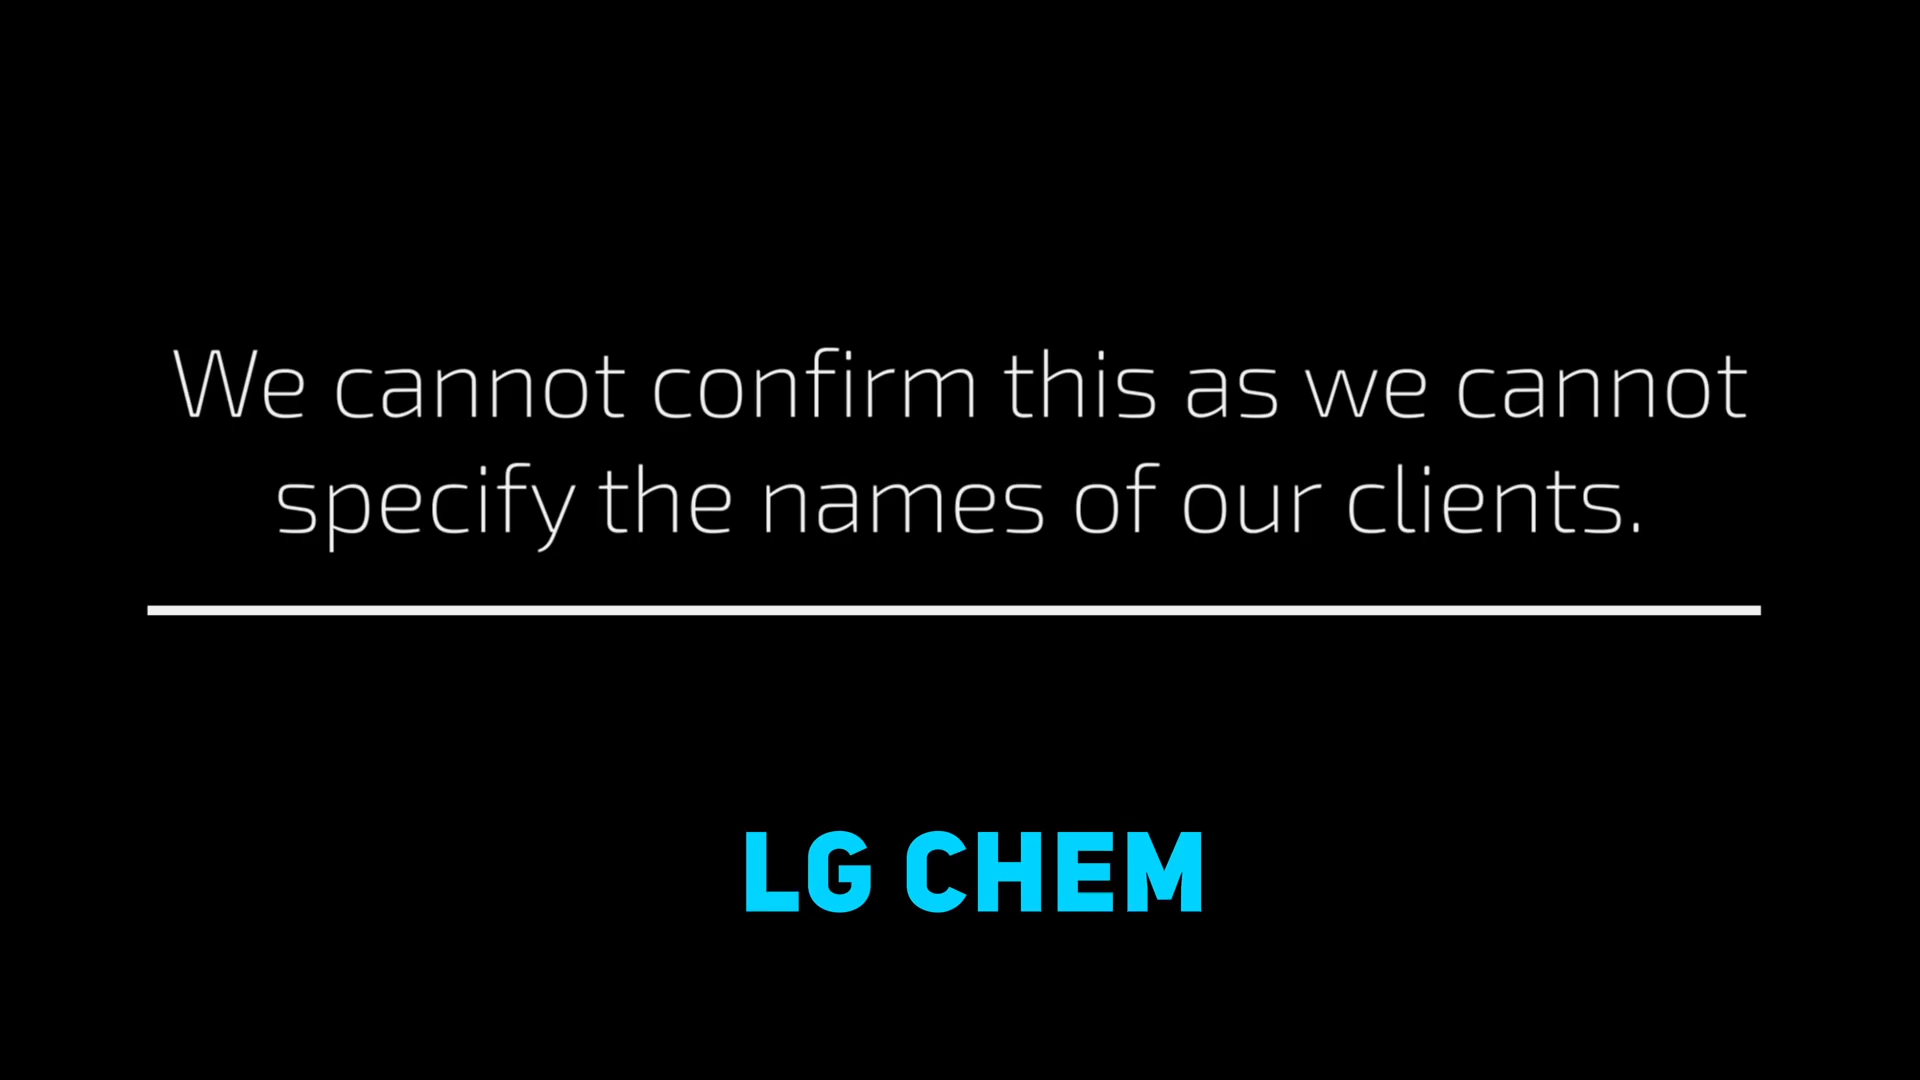 We cannot confirm this as we cannot
specify the names of our clients.
LG CHEM